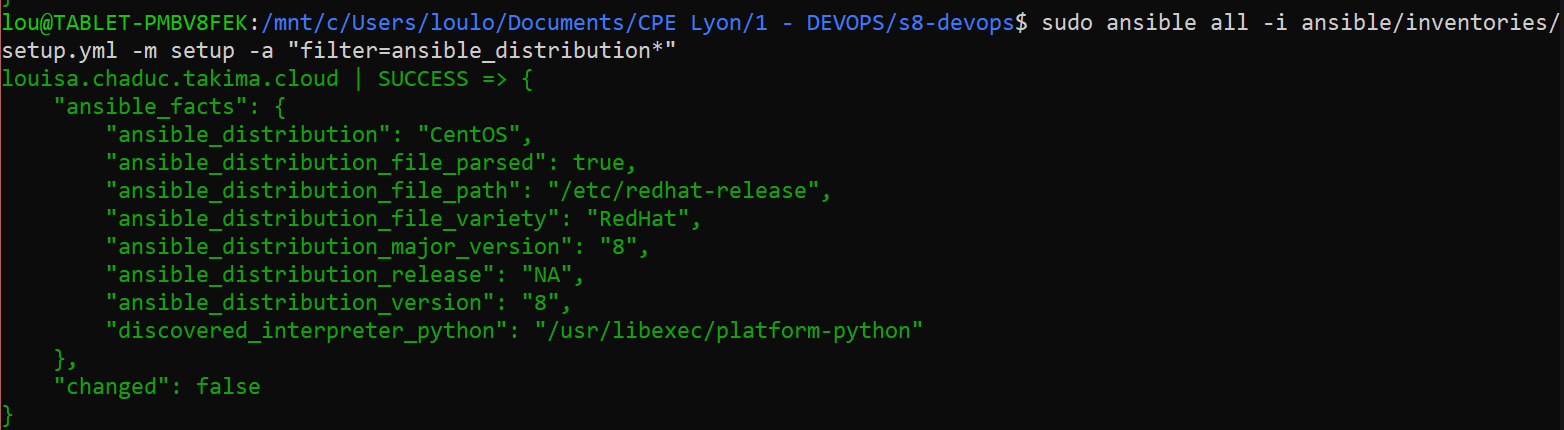 }
lou@TABLET-PMBV8FEK:/mnt/c/Users/loulo/Documents/CPE Lyon/1 - DEVOPS/s8-devops$ sudo ansible all -i ansible/inventories/
setup.yml -m setup -a "filter=ansible_distribution*"
louisa.chaduc.takima.cloud | SUCCESS => {
    "ansible_facts": {
        "ansible_distribution": "CentOS",
        "ansible_distribution_file_parsed": true,
        "ansible_distribution_file_path": "/etc/redhat-release",
        "ansible_distribution_file_variety": "RedHat",
        "ansible_distribution_major_version": "8",
        "ansible_distribution_release": "NA",
        "ansible_distribution_version": "8",
        "discovered_interpreter_python": "/usr/libexec/platform-python"
    },
    "changed": false
}